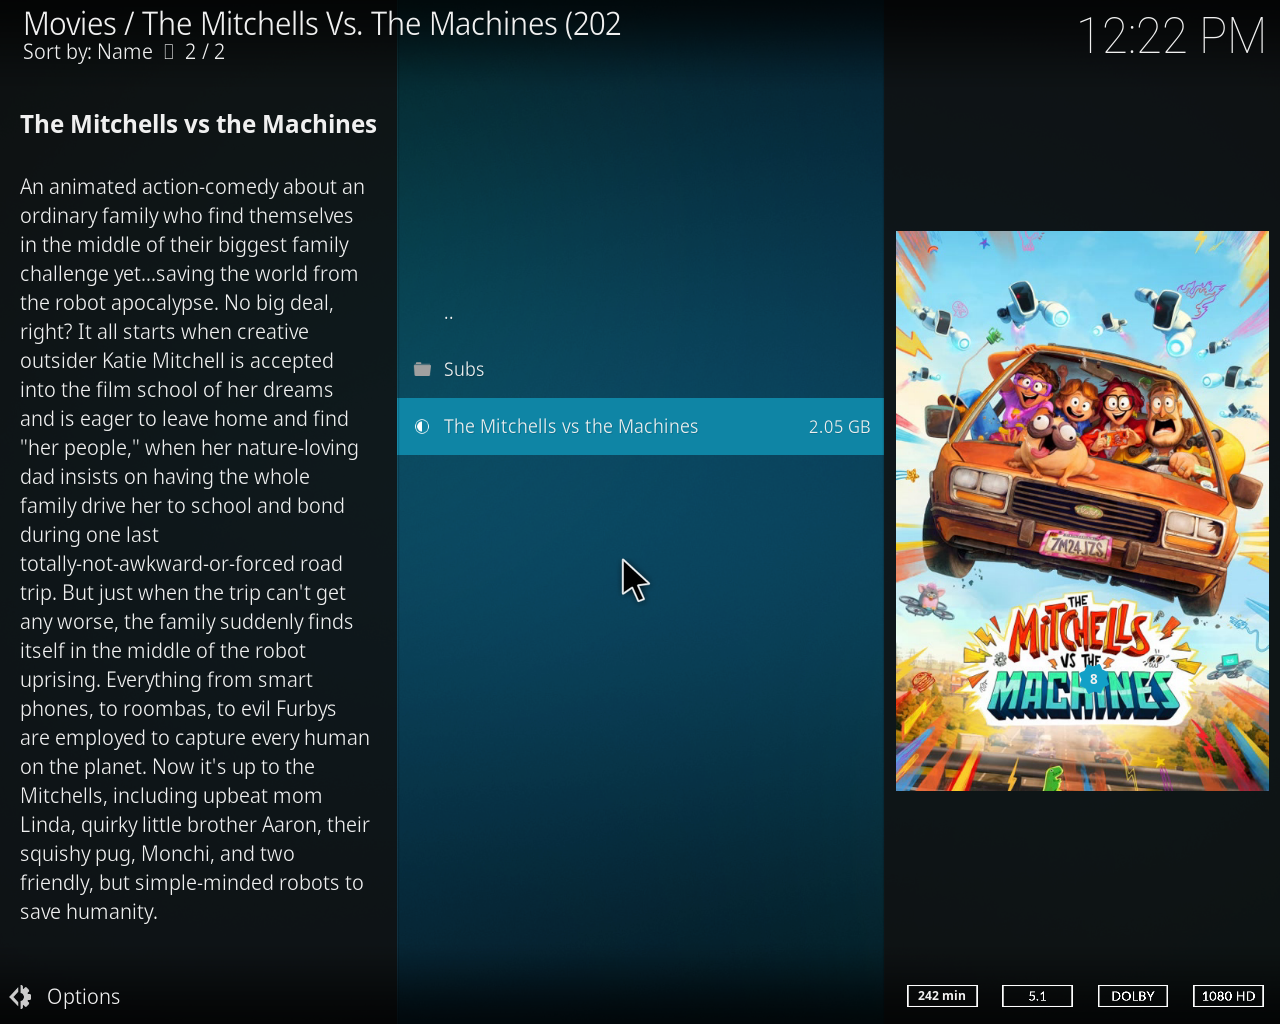 Movies / The Mitchells Vs. The Machines (202
Sort by: Name 2 / 2
12:22 PM
The Mitchells vs the Machines
An animated action-comedy about an
ordinary family who find themselves
in the middle of their biggest family
challenge yet...saving the world from
the robot apocalypse. No big deal,
right? It all starts when creative
outsider Katie Mitchell is accepted
into the film school of her dreams
and is eager to leave home and find
"her people," when her nature-loving
dad insists on having the whole
family drive her to school and bond
during one last
totally-not-awkward-or-forced road
trip. But just when the trip can't get
any worse, the family suddenly finds
itself in the middle of the robot
uprising. Everything from smart
phones, to roombas, to evil Furbys
are employed to capture every human
on the planet. Now it's up to the
Mitchells, including upbeat mom
Linda, quirky little brother Aaron, their
squishy pug, Monchi, and two
friendly, but simple-minded robots to
save humanity.
..
Subs
The Mitchells vs the Machines 2.05 GB
7M24JZS
THE
MITCHELLS
VS THE
MACHINES
8
Options
242 min
5.1
DOLBY
1080 HD